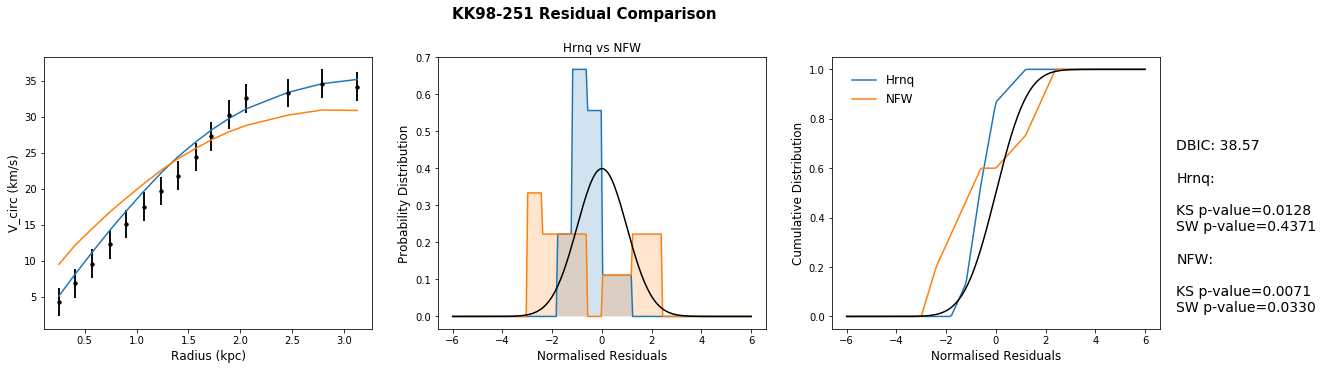 KK98-251 Residual Comparison
V_circ (km/s)
35
30
25
20
15
10
5
0.5 1.0 1.5 2.0 2.5 3.0
Radius (kpc)
Hrnq vs NFW
Probability Distribution
0.7
0.6
0.5
0.4
0.3
0.2
0.1
0.0
−6 −4 −2 0 2 4 6
Normalised Residuals
Cumulative Distribution
1.0
0.8
0.6
0.4
0.2
0.0
Hrnq
NFW
−6 −4 −2 0 2 4 6
Normalised Residuals
DBIC: 38.57
Hrnq:
KS p-value=0.0128
SW p-value=0.4371
NFW:
KS p-value=0.0071
SW p-value=0.0330